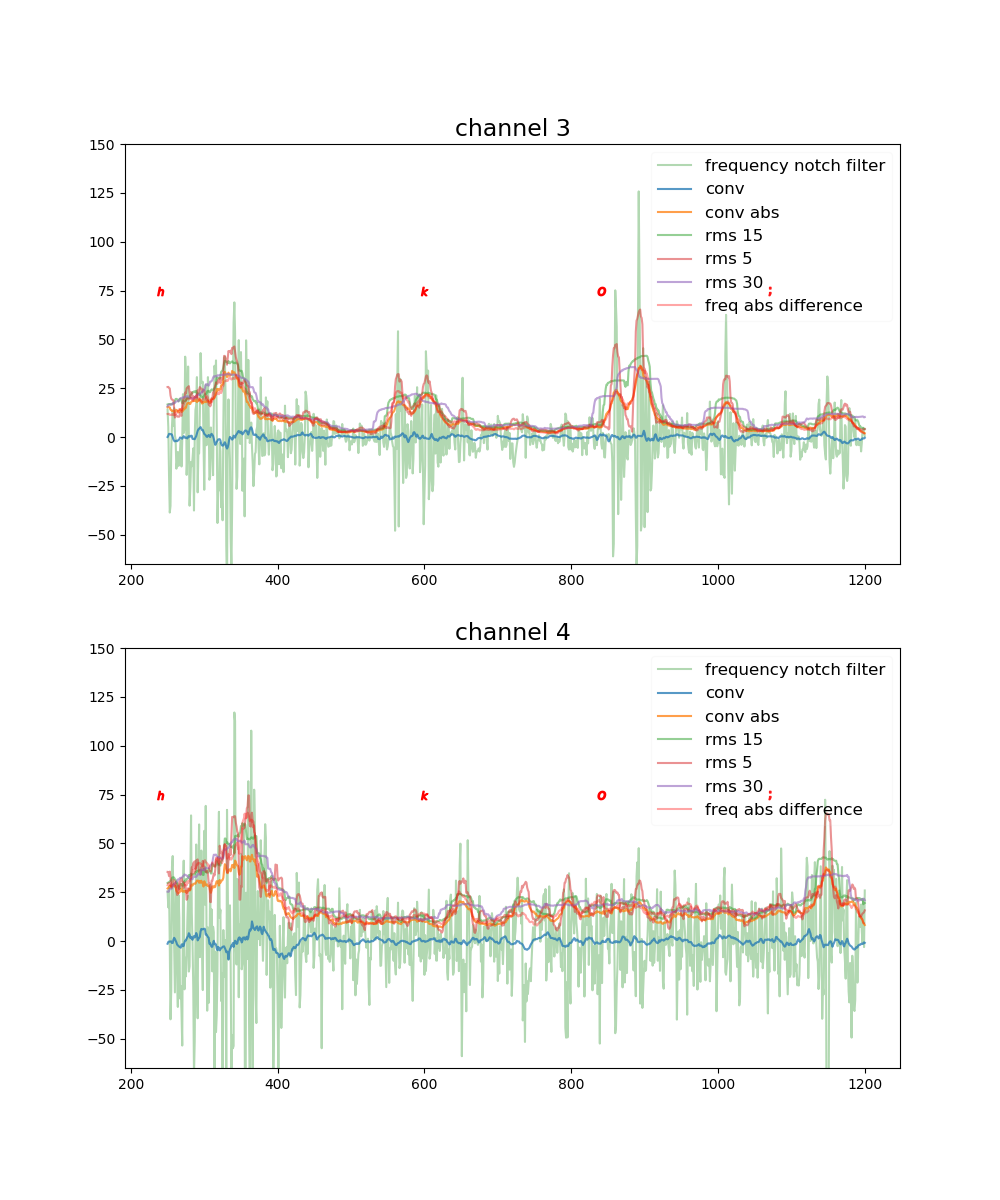 channel 3
150
125
100
75
50
25
0
−25
−50
frequency notch filter
conv
conv abs
rms 15
rms 5
rms 30
freq abs difference
h k O ;
200 400 600 800 1000 1200
channel 4
150
125
100
75
50
25
0
−25
−50
frequency notch filter
conv
conv abs
rms 15
rms 5
rms 30
freq abs difference
h k O ;
200 400 600 800 1000 1200